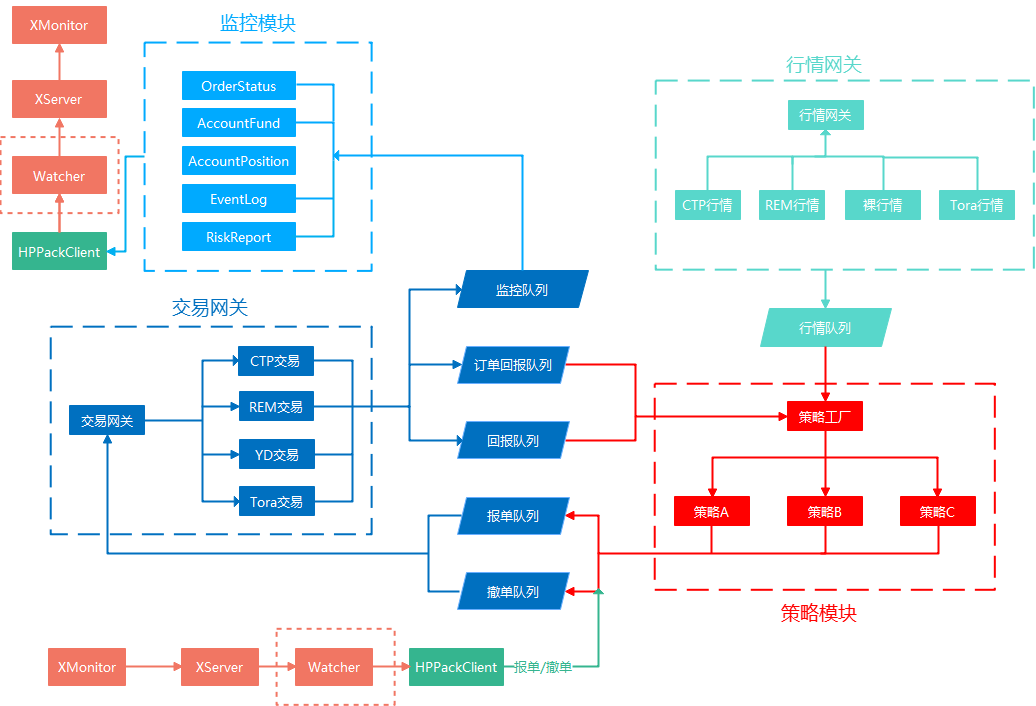 XMonitor
监控模块
XServer
Watcher
HPPackClient
OrderStatus
AccountFund
AccountPosition
EventLog
RiskReport
行情网关
行情网关
CTP行情
REM行情
裸行情
Tora行情
行情队列
监控队列
订单回报队列
回报队列
报单队列
撤单队列
交易网关
交易网关
CTP交易
REM交易
YD交易
Tora交易
策略工厂
策略A
策略B
策略C
策略模块
XMonitor
XServer
Watcher
HPPackClient
报单/撤单